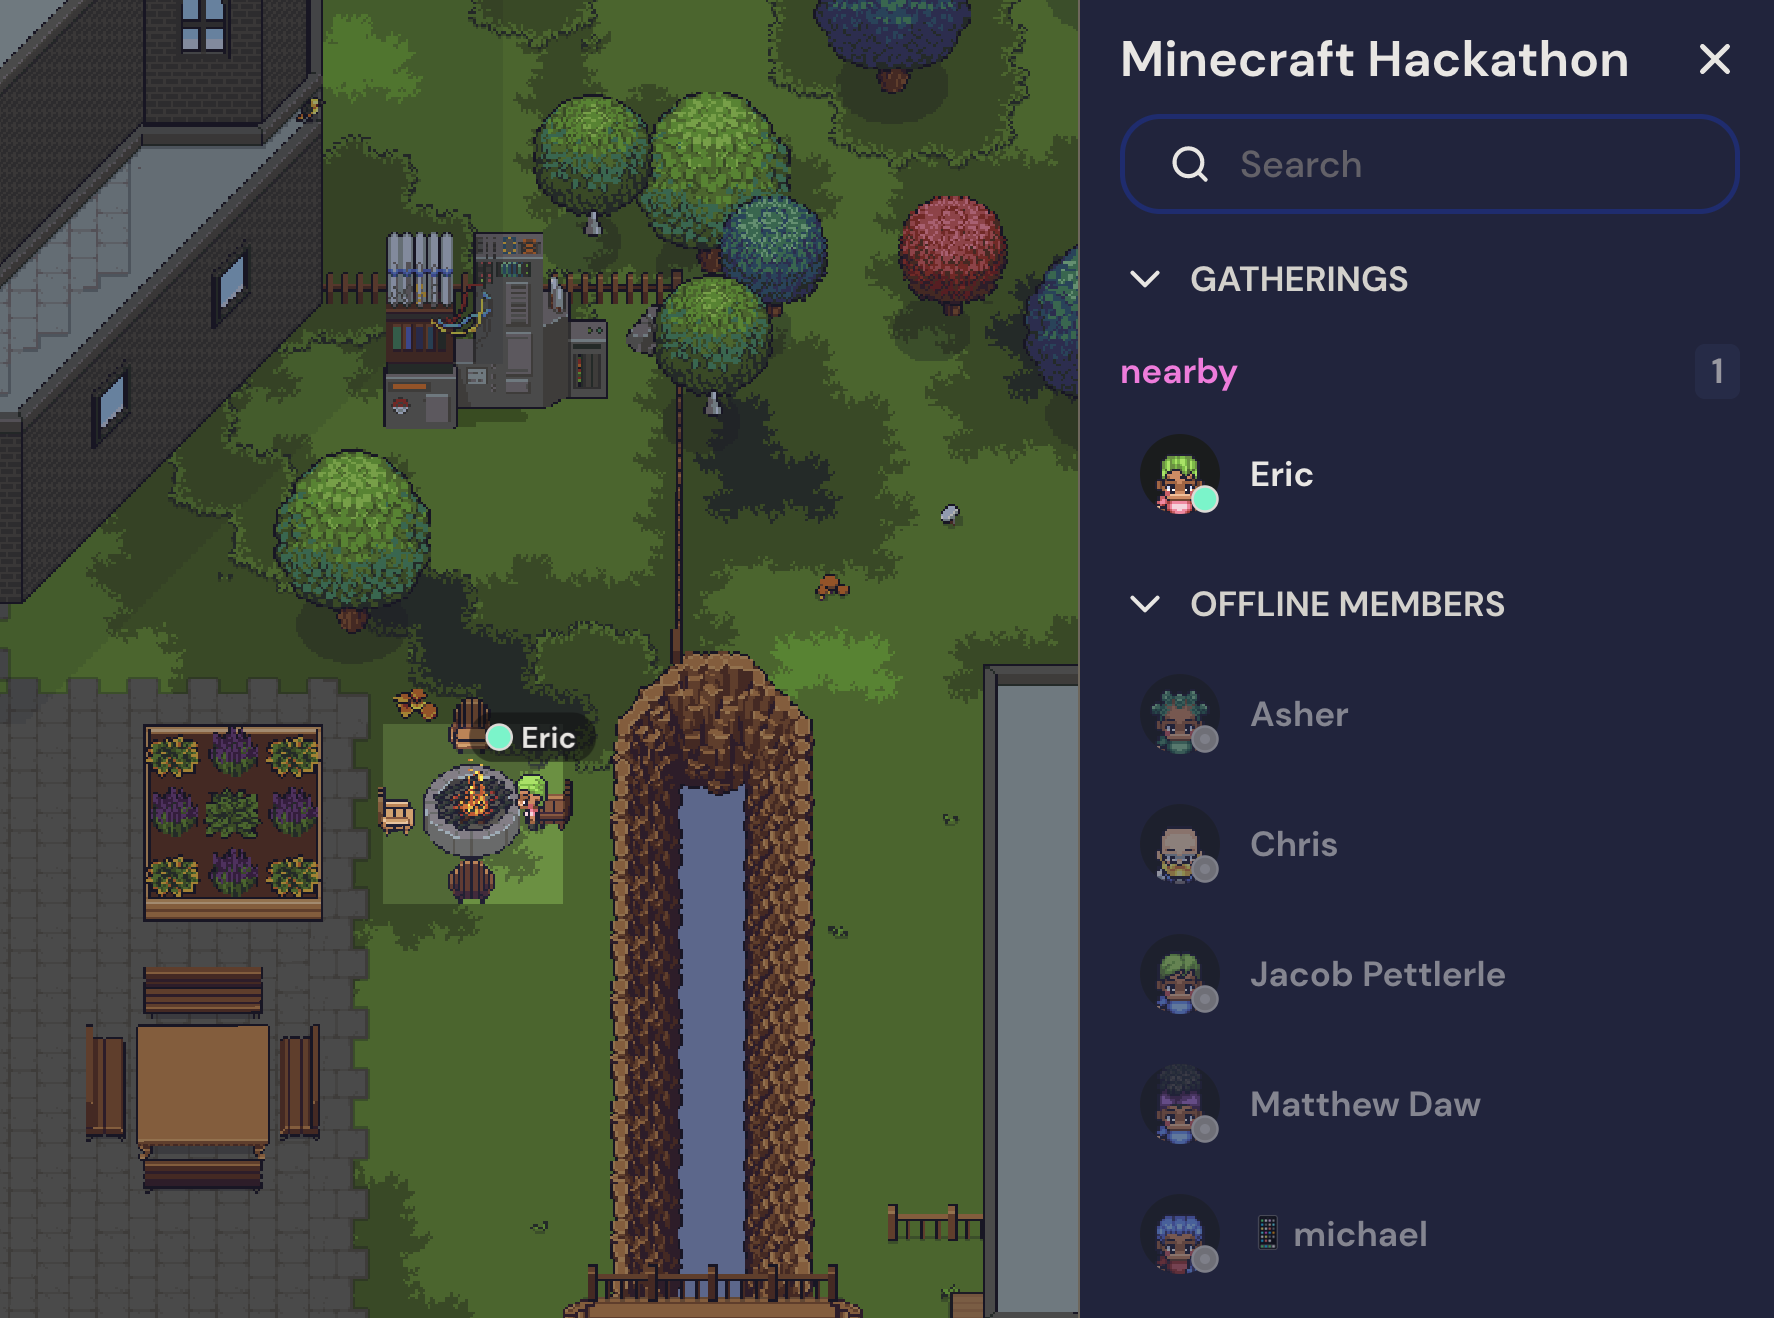 Minecraft Hackathon
Search
GATHERINGS
nearby
1
Eric
OFFLINE MEMBERS
Asher
Chris
Jacob Pettlerle
Matthew Daw
📱 michael
Eric